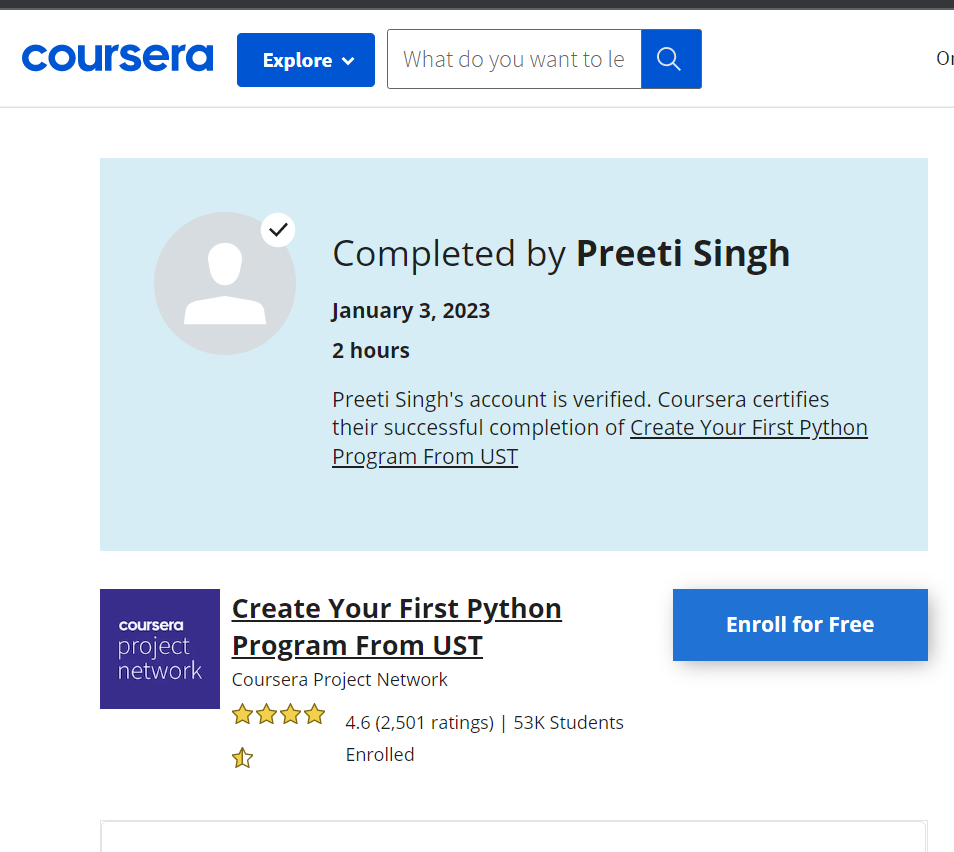 coursera
Explore
What do you want to le
Completed by Preeti Singh
January 3, 2023
2 hours
Preeti Singh's account is verified. Coursera certifies
their successful completion of Create Your First Python
Program From UST
coursera
project
network
Create Your First Python
Program From UST
Coursera Project Network
4.6 (2,501 ratings) | 53K Students
Enrolled
Enroll for Free